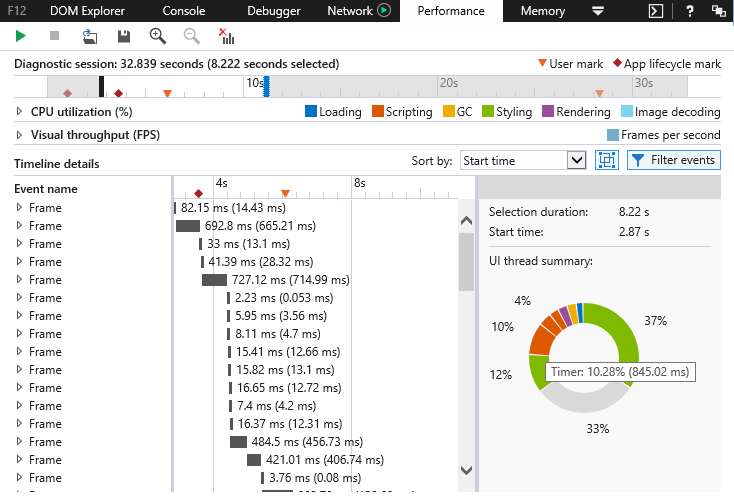 F12 DOM Explorer Console Debugger Network Performance Memory ?
Diagnostic session: 32.839 seconds (8.222 seconds selected) User mark App lifecycle mark
10s 20s 30s
CPU utilization (%) Loading Scripting GC Styling Rendering Image decoding
Visual throughput (FPS) Frames per second
Timeline details Sort by: Start time Filter events
Event name 4s 8s
Frame 82.15 ms (14.43 ms)
Frame 692.8 ms (665.21 ms)
Frame 33 ms (13.1 ms)
Frame 41.39 ms (28.32 ms)
Frame 727.12 ms (714.99 ms)
Frame 2.23 ms (0.053 ms)
Frame 5.95 ms (3.56 ms)
Frame 8.11 ms (4.7 ms)
Frame 15.41 ms (12.66 ms)
Frame 15.82 ms (13.1 ms)
Frame 16.65 ms (12.72 ms)
Frame 7.4 ms (4.2 ms)
Frame 16.37 ms (12.31 ms)
Frame 484.5 ms (456.73 ms)
Frame 421.01 ms (406.74 ms)
Frame 3.76 ms (0.08 ms)
Frame
Selection duration: 8.22 s
Start time: 2.87 s
UI thread summary:
4%
10%
37%
12%
Timer: 10.28% (845.02 ms)
33%